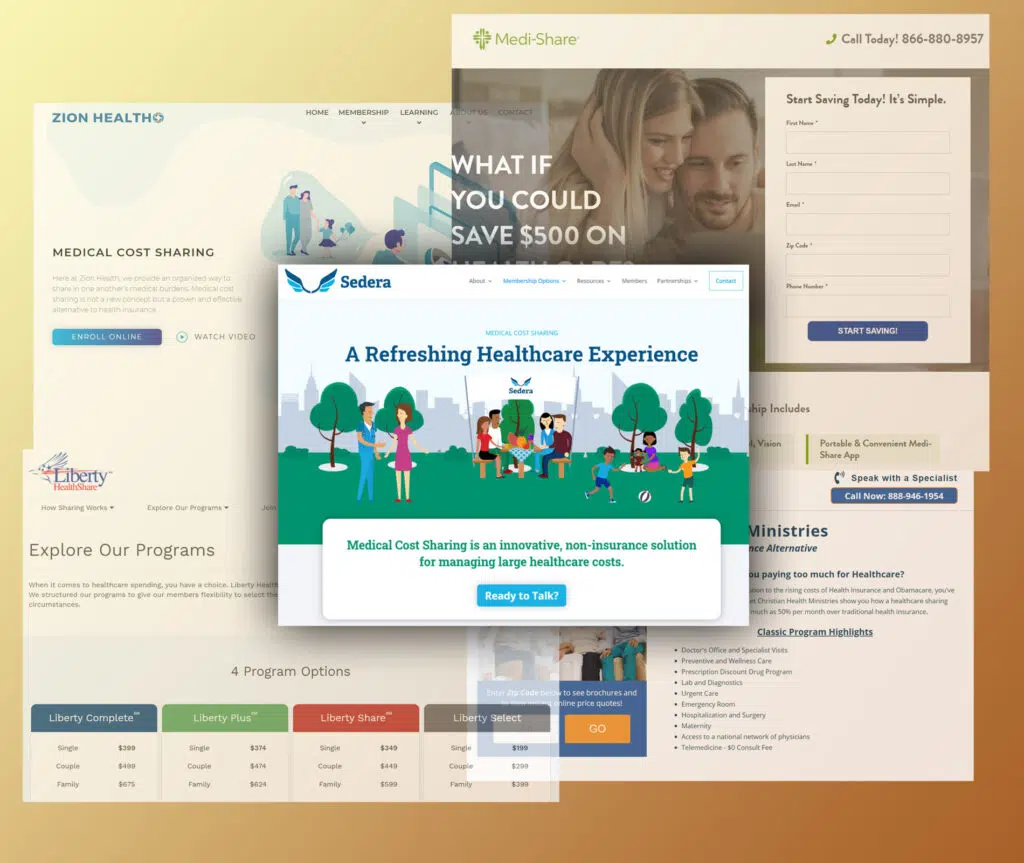 Medi-Share
Call Today! 866-880-8957
Start Saving Today! It's Simple.
First Name *
Last Name *
Email *
Zip Code *
Phone Number *
START SAVING!
WHAT IF
YOU COULD
SAVE $500 ON
HEALTH CARE?
ship Includes
l, Vision
Portable & Convenient Medi-
Share App
ZION HEALTH
HOME MEMBERSHIP LEARNING ABOUT US CONTACT
MEDICAL COST SHARING
Here at Zion Health, we provide an organized way to
share in one another's medical burdens. Medical cost
sharing is not a new concept but a proven and effective
alternative to health insurance.
ENROLL ONLINE
WATCH VIDEO
Sedera
About Membership Options Resources Members Partnerships Contact
MEDICAL COST SHARING
A Refreshing Healthcare Experience
Sedera
Medical Cost Sharing is an innovative, non-insurance solution
for managing large healthcare costs.
Ready to Talk?
Liberty
HealthShare
How Sharing Works Explore Our Programs Join
Explore Our Programs
When it comes to healthcare spending, you have a choice. Liberty Health
We structured our programs to give our members flexibility to select the
circumstances.
4 Program Options
Liberty Complete℠
Single $399
Couple $499
Family $675
Liberty Plus℠
Single $374
Couple $474
Family $624
Liberty Share℠
Single $349
Couple $449
Family $599
Liberty Select
Single $199
Couple $299
Family $399
Speak with a Specialist
Call Now: 888-946-1954
Ministries
nce Alternative
ou paying too much for Healthcare?
ution to the rising costs of Health Insurance and Obamacare, you've
et Christian Health Ministries show you how a healthcare sharing
much as 50% per month over traditional health insurance.
Classic Program Highlights
Doctor's Office and Specialist Visits
Preventive and Wellness Care
Prescription Discount Drug Program
Lab and Diagnostics
Urgent Care
Emergency Room
Hospitalization and Surgery
Maternity
Access to a national network of physicians
Telemedicine - $0 Consult Fee
Enter Zip Code below to see brochures and
online price quotes!
GO